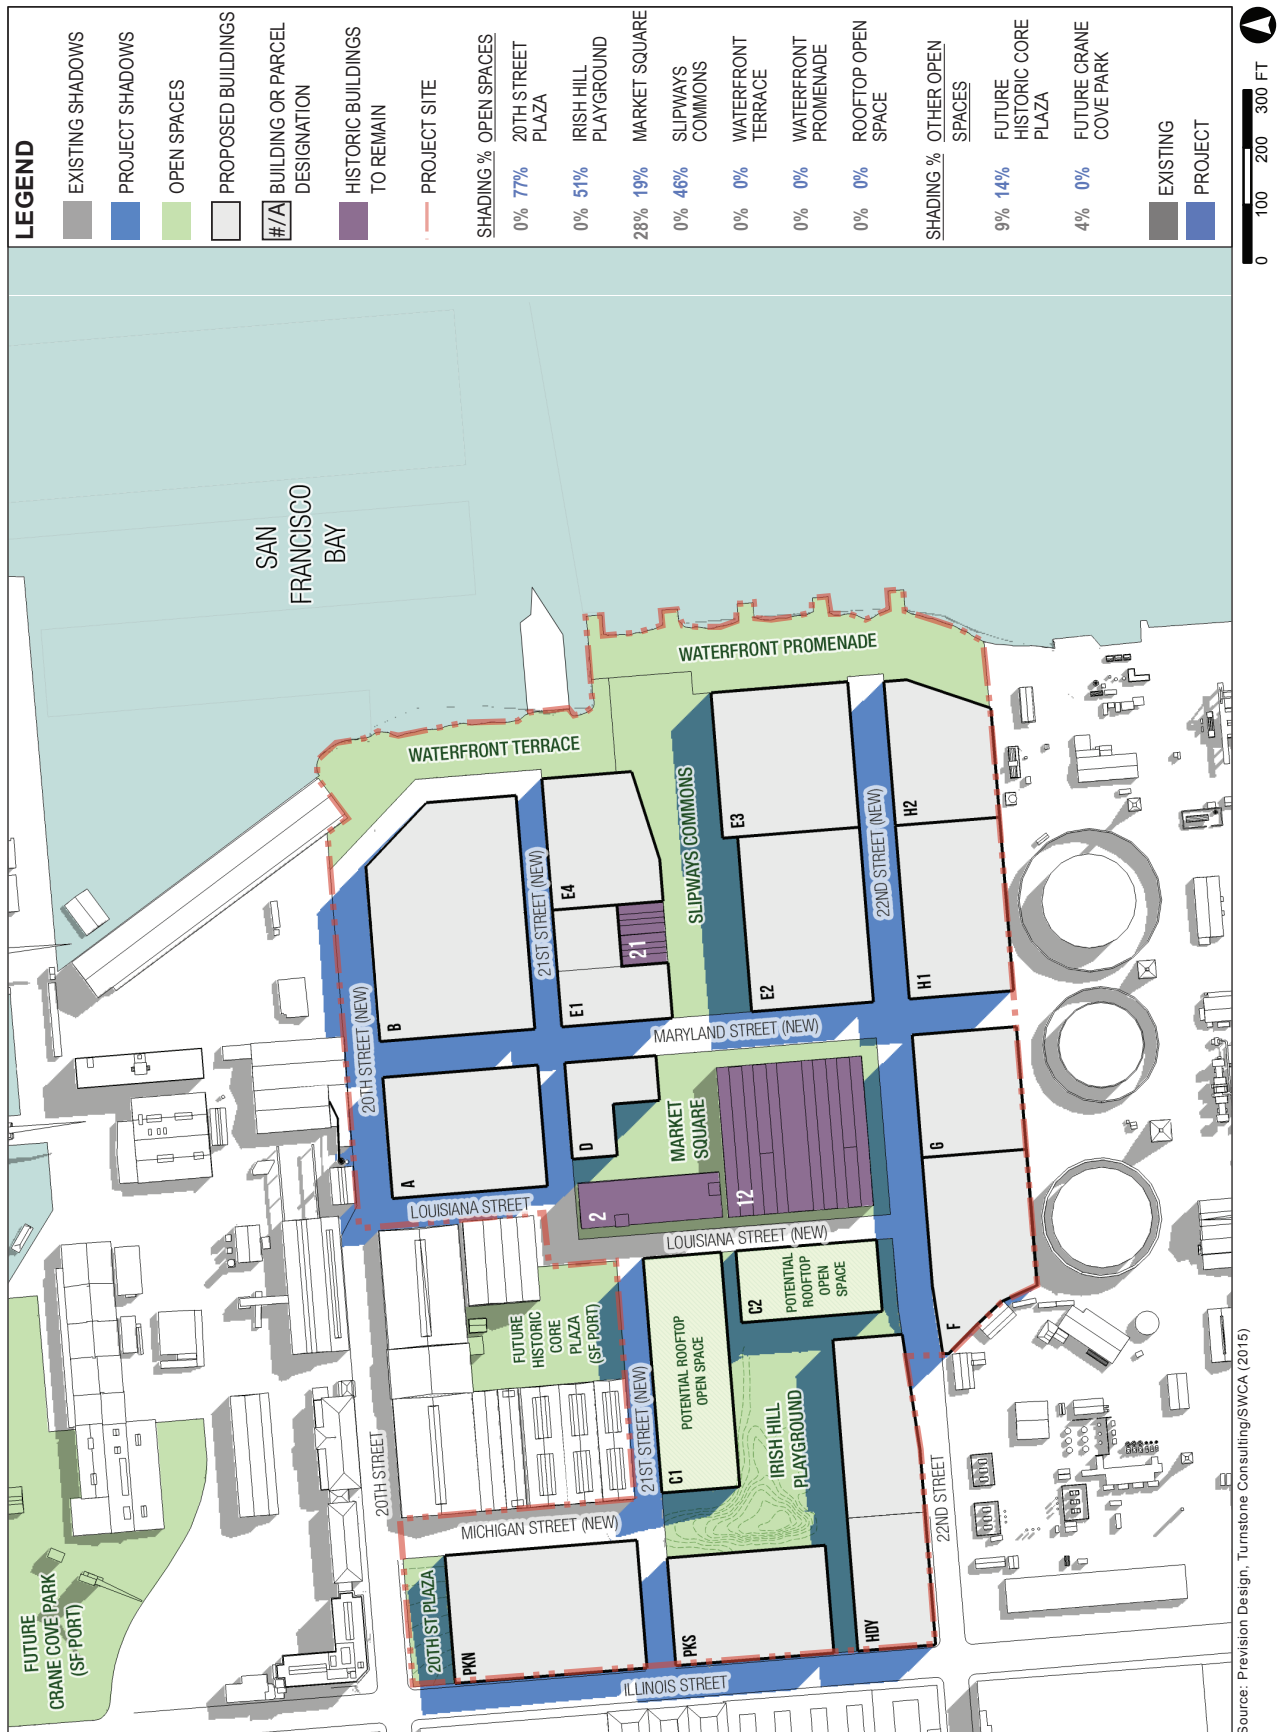 LEGEND
EXISTING SHADOWS
PROJECT SHADOWS
OPEN SPACES
PROPOSED BUILDINGS
#/A
BUILDING OR PARCEL
DESIGNATION
HISTORIC BUILDINGS
TO REMAIN
PROJECT SITE
SHADING % OPEN SPACES
0% 77% 20TH STREET
PLAZA
0% 51% IRISH HILL
PLAYGROUND
28% 19% MARKET SQUARE
0% 46% SLIPWAYS
COMMONS
0% 0% WATERFRONT
TERRACE
0% 0% WATERFRONT
PROMENADE
0% 0% ROOFTOP OPEN
SPACE
SHADING % OTHER OPEN
SPACES
9% 14% FUTURE
HISTORIC CORE
PLAZA
4% 0% FUTURE CRANE
COVE PARK
EXISTING
PROJECT
0 100 200 300 FT
SAN
FRANCISCO
BAY
FUTURE
CRANE COVE PARK
(SF PORT)
WATERFRONT TERRACE
WATERFRONT PROMENADE
20TH STREET
20TH STREET (NEW)
20TH ST PLAZA
PKN
PKS
HDY
ILLINOIS STREET
MICHIGAN STREET (NEW)
21ST STREET (NEW)
FUTURE
HISTORIC
CORE
PLAZA
(SF PORT)
LOUISIANA STREET
A
B
D
E1
E4
21
21ST STREET (NEW)
MARYLAND STREET (NEW)
SLIPWAYS COMMONS
E2
E3
MARKET
SQUARE
2
12
LOUISIANA STREET (NEW)
C1
POTENTIAL ROOFTOP
OPEN SPACE
C2
POTENTIAL
ROOFTOP
OPEN
SPACE
IRISH HILL
PLAYGROUND
22ND STREET
22ND STREET (NEW)
F
G
H1
H2
Source: Prevision Design, Turnstone Consulting/SWCA (2015)